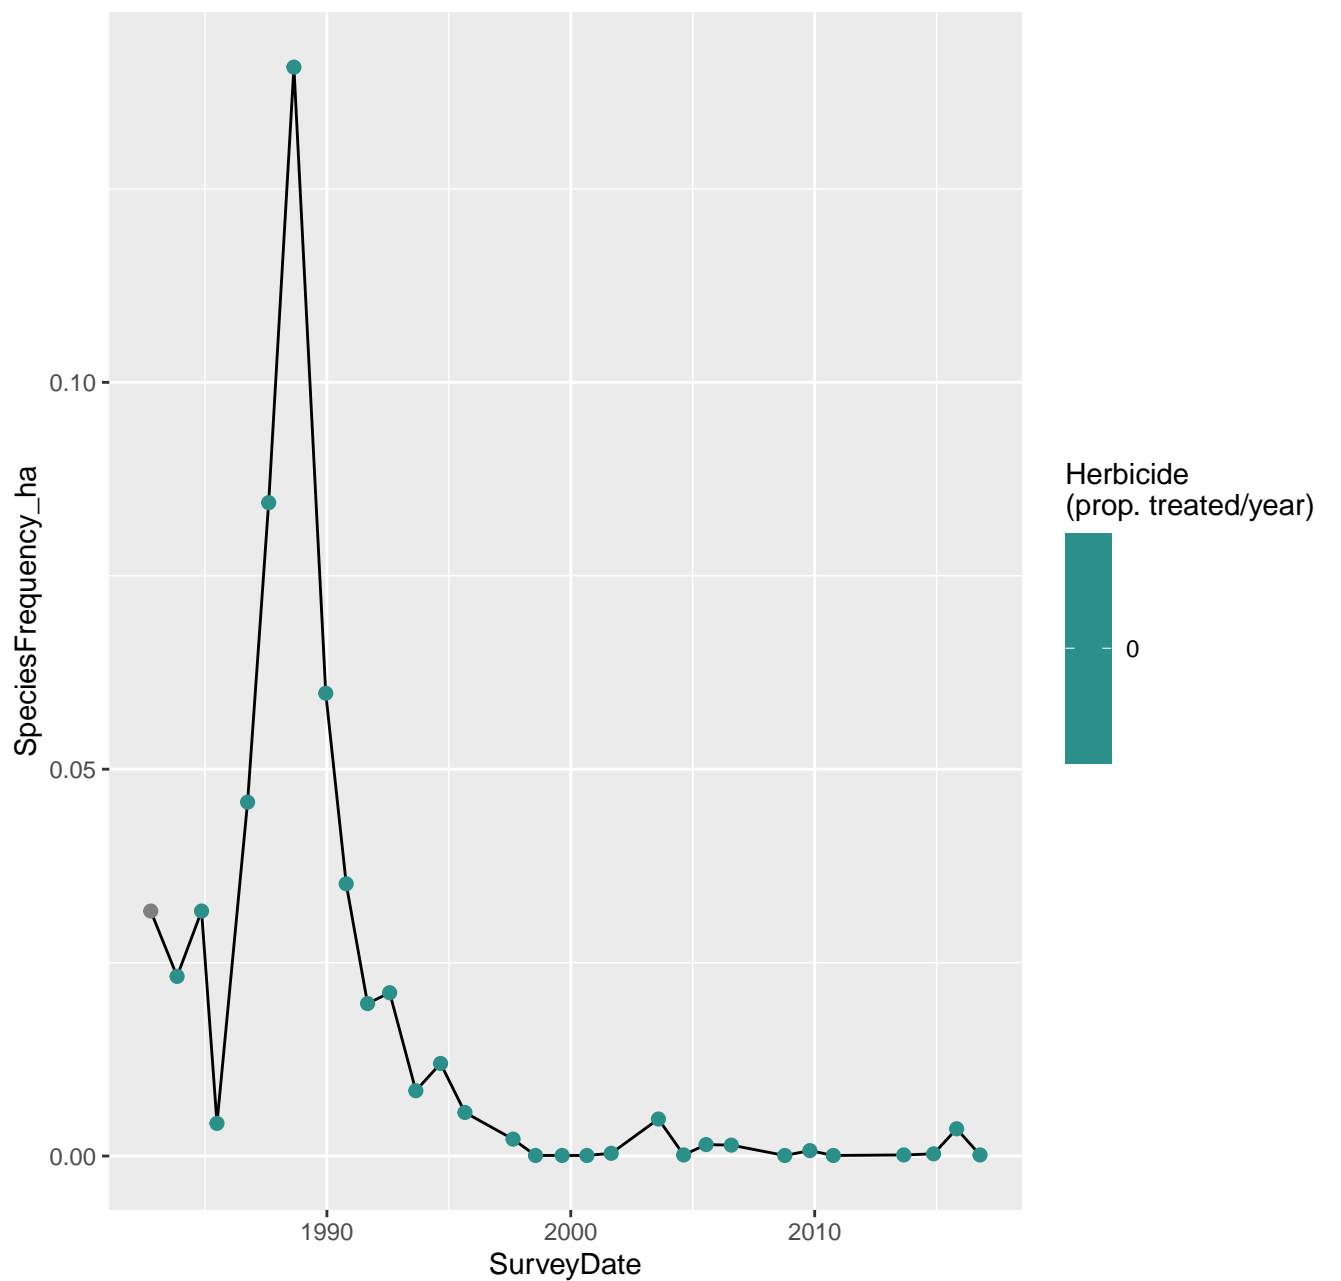 0.10
0.05
0.00
SpeciesFrequency_ha
1990
2000
2010
SurveyDate
Herbicide
(prop. treated/year)
0